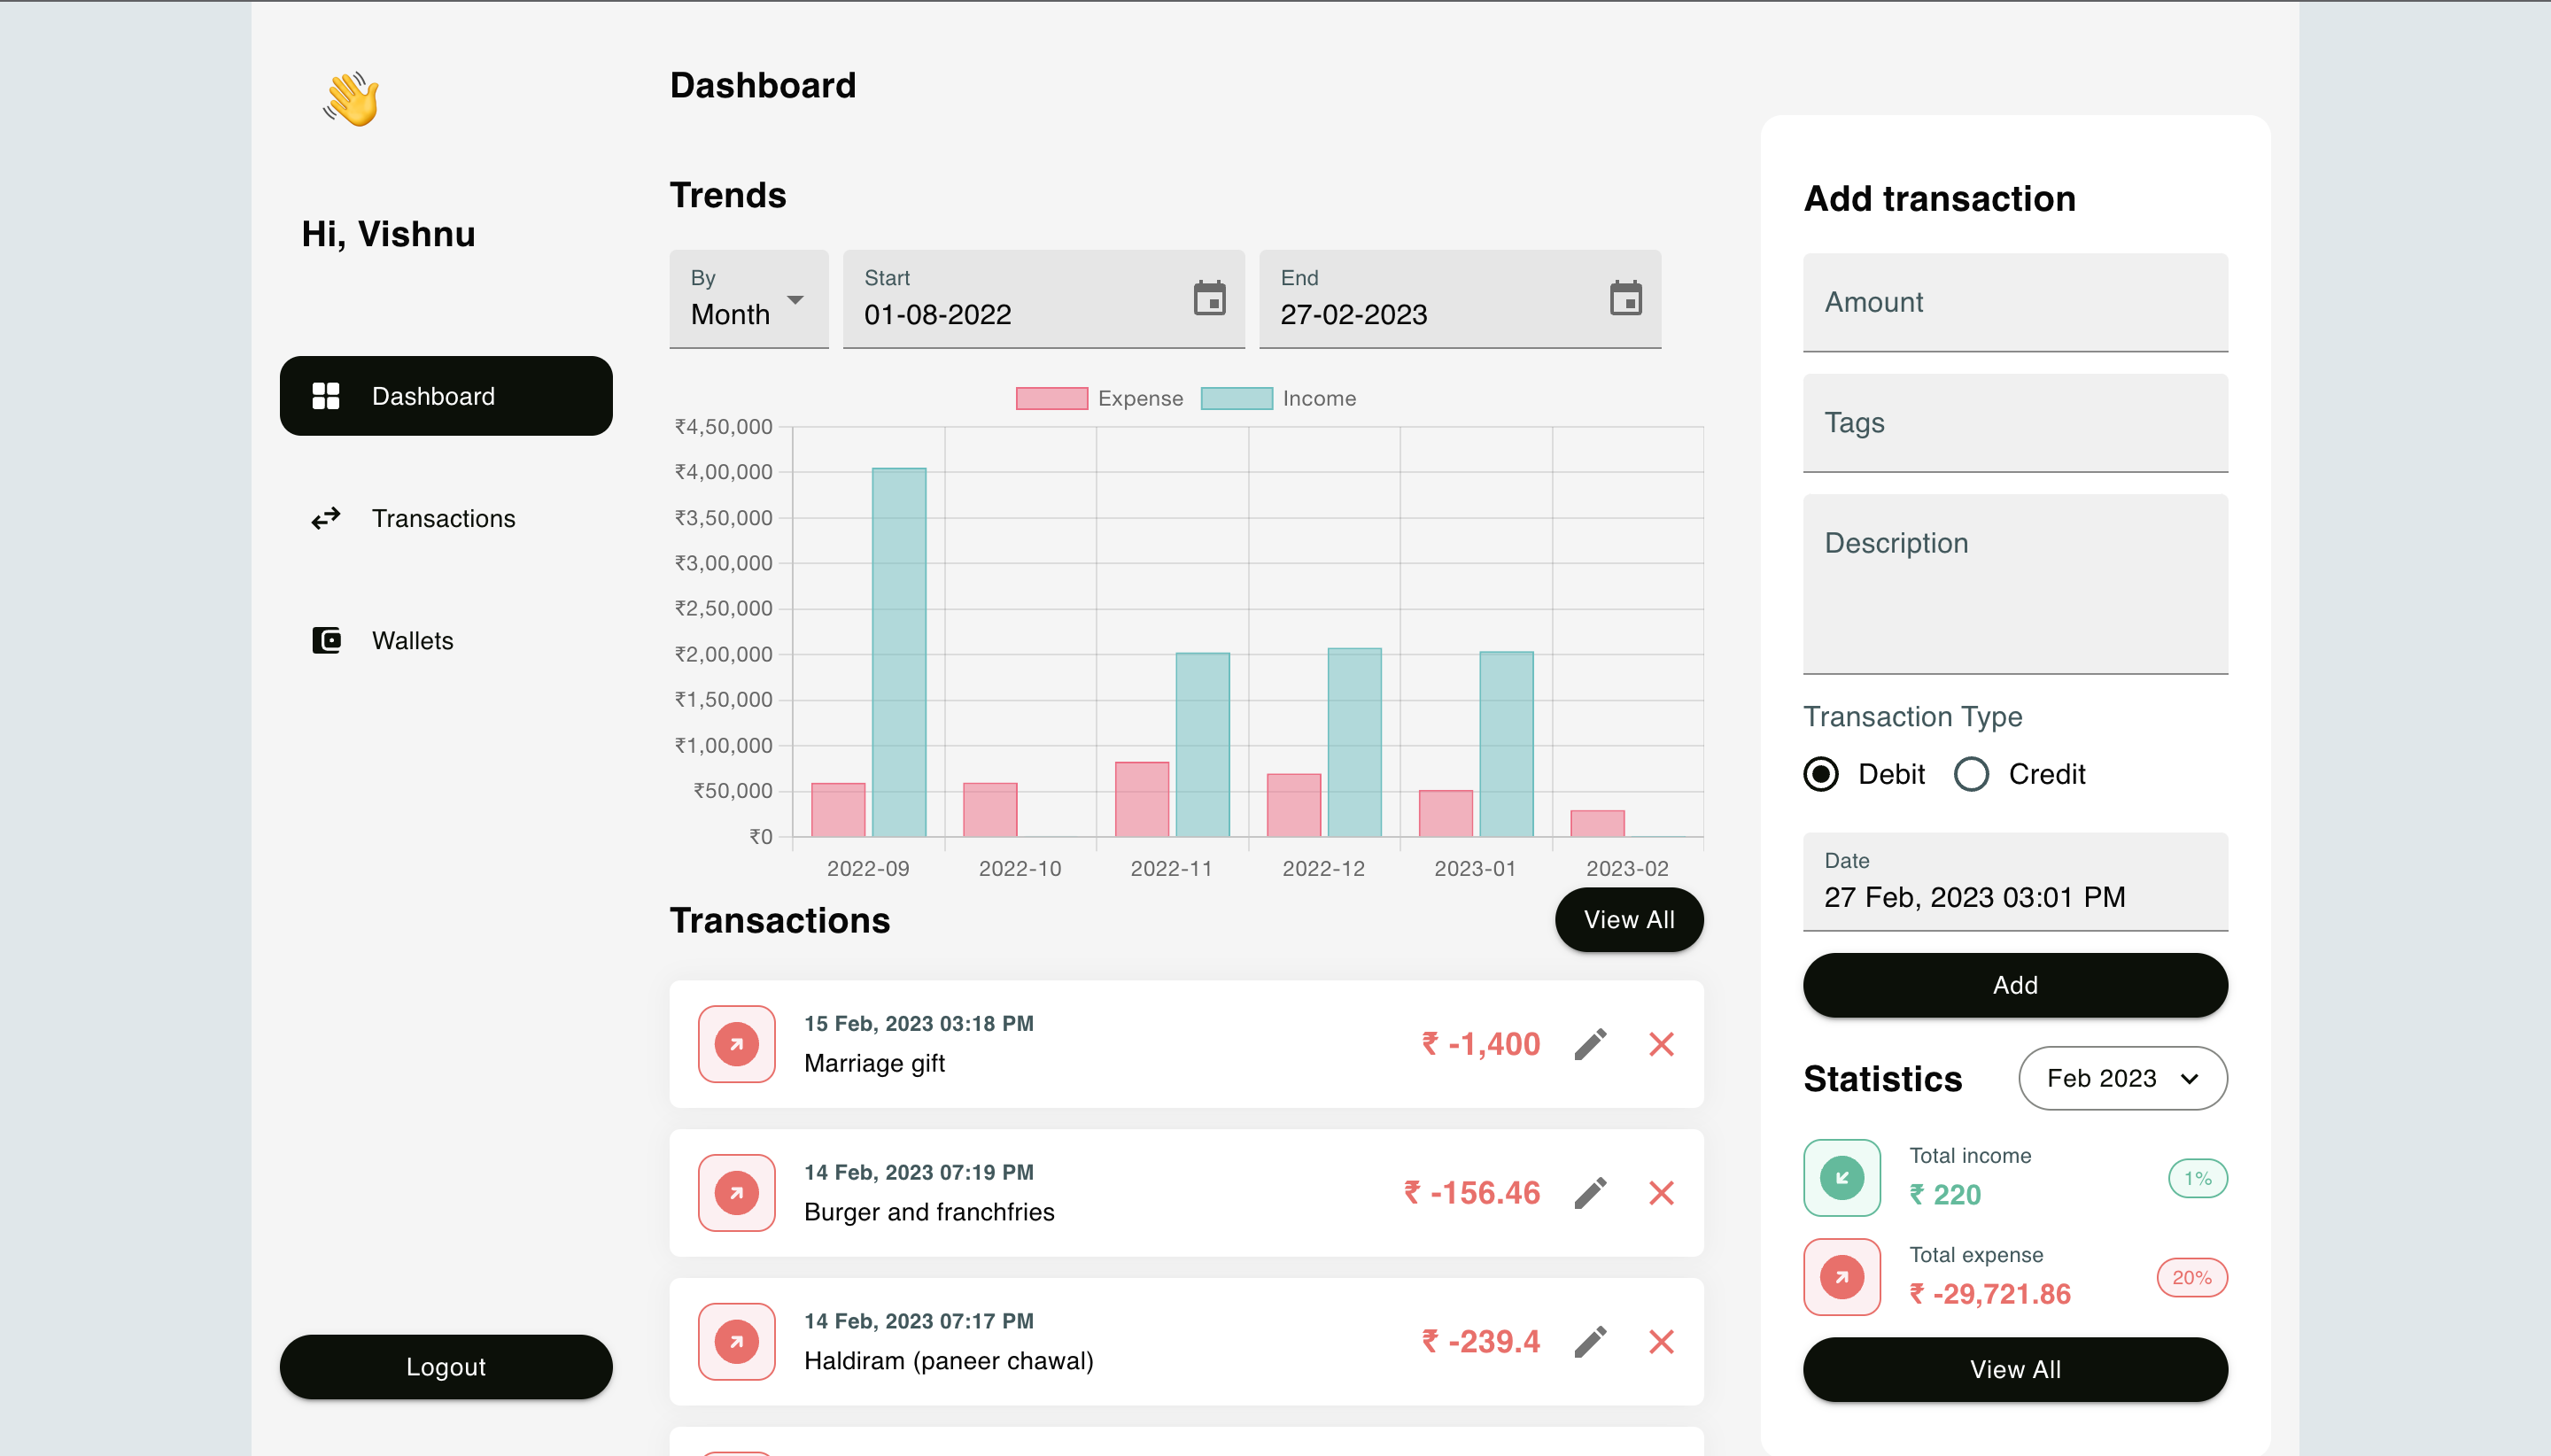 Hi, Vishnu
Dashboard
Transactions
Wallets
Logout
Dashboard
Trends
By
Month
Start
01-08-2022
End
27-02-2023
Expense
Income
₹4,50,000
₹4,00,000
₹3,50,000
₹3,00,000
₹2,50,000
₹2,00,000
₹1,50,000
₹1,00,000
₹50,000
₹0
2022-09
2022-10
2022-11
2022-12
2023-01
2023-02
Transactions
View All
15 Feb, 2023 03:18 PM
Marriage gift
₹ -1,400
14 Feb, 2023 07:19 PM
Burger and franchfries
₹ -156.46
14 Feb, 2023 07:17 PM
Haldiram (paneer chawal)
₹ -239.4
Add transaction
Amount
Tags
Description
Transaction Type
Debit
Credit
Date
27 Feb, 2023 03:01 PM
Add
Statistics
Feb 2023
Total income
₹ 220
1%
Total expense
₹ -29,721.86
20%
View All